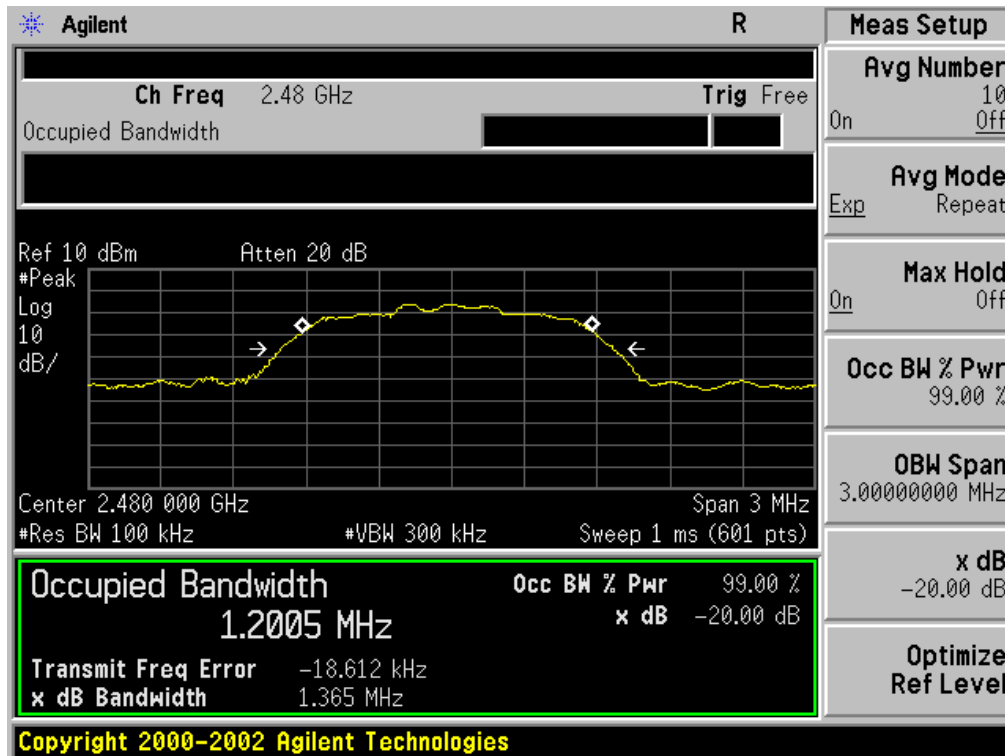 Agilent R Meas Setup
Ch Freq 2.48 GHz Trig Free
Occupied Bandwidth
Avg Number
10
On Off
Avg Mode
Exp Repeat
Max Hold
On Off
Occ BW % Pwr
99.00 %
OBW Span
3.00000000 MHz
x dB
-20.00 dB
Optimize
Ref Level
Ref 10 dBm Atten 20 dB
#Peak
Log
10
dB/
Center 2.480 000 GHz Span 3 MHz
#Res BW 100 kHz #VBW 300 kHz Sweep 1 ms (601 pts)
Occupied Bandwidth Occ BW % Pwr 99.00 %
1.2005 MHz x dB -20.00 dB
Transmit Freq Error -18.612 kHz
x dB Bandwidth 1.365 MHz
Copyright 2000-2002 Agilent Technologies